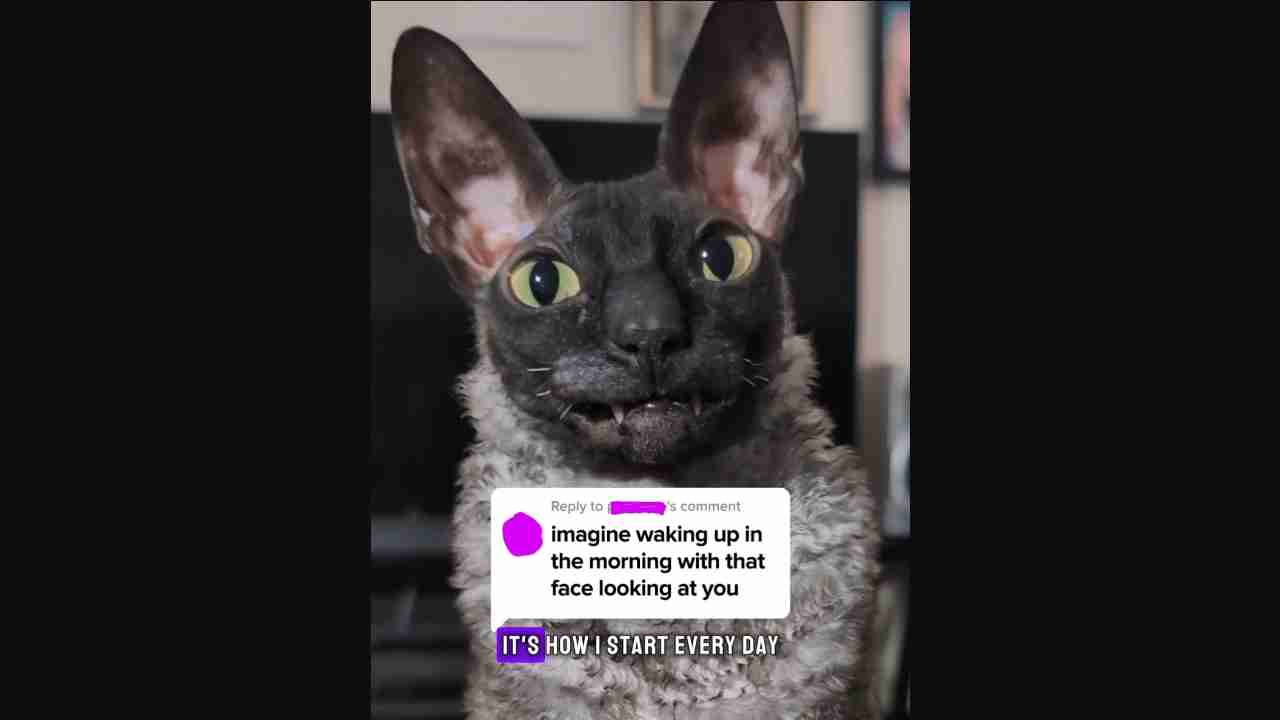 Reply to 's comment
imagine waking up in
the morning with that
face looking at you
IT'S HOW I START EVERY DAY